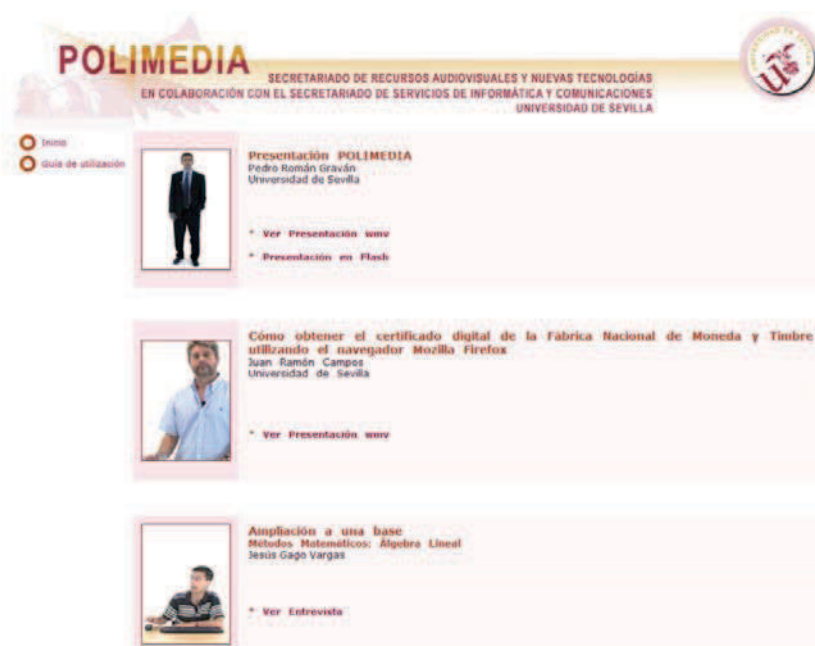 POLIMEDIA
SECRETARIADO DE RECURSOS AUDIOVISUALES Y NUEVAS TECNOLOGÍAS
EN COLABORACIÓN CON EL SECRETARIADO DE SERVICIOS DE INFORMÁTICA Y COMUNICACIONES
UNIVERSIDAD DE SEVILLA
Inicio
Guía de utilización
Presentación POLIMEDIA
Pedro Román Graván
Universidad de Sevilla
* Ver Presentación wmv
* Presentación en Flash
Cómo obtener el certificado digital de la Fábrica Nacional de Moneda y Timbre
utilizando el navegador Mozilla Firefox
Juan Ramón Campos
Universidad de Sevilla
* Ver Presentación wmv
Ampliación a una base
Métodos Matemáticos: Álgebra Lineal
Jesús Gago Vargas
* Ver Entrevista